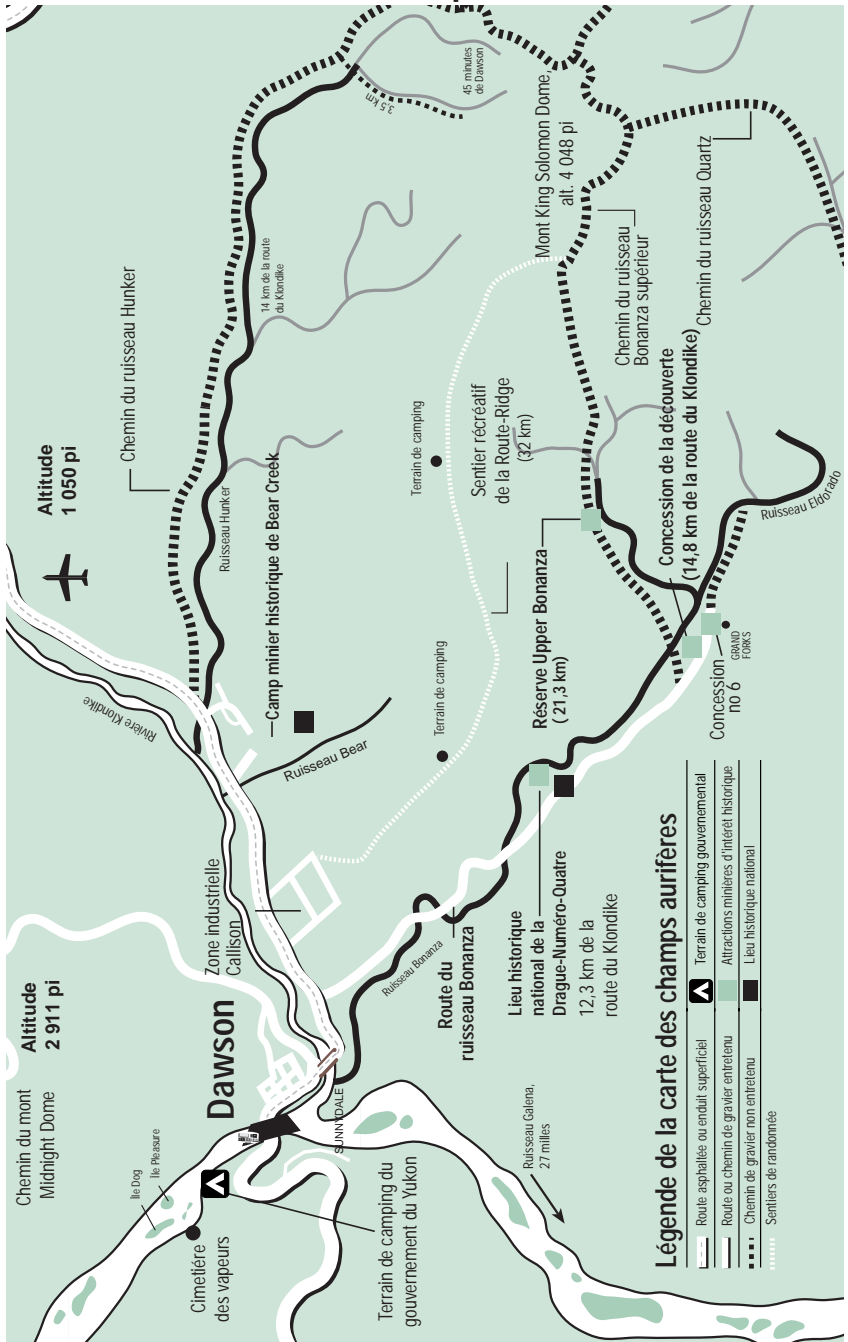 Chemin du mont
Midnight Dome
Altitude
2 911 pi
Île Dog
Île Pleasure
Cimetiére
des vapeurs
Terrain de camping du
gouvernement du Yukon
Dawson
SUNNYDALE
Zone industrielle
Callison
Rivière Klondike
Altitude
1 050 pi
Chemin du ruisseau Hunker
Ruisseau Hunker
14 km de la route
du Klondike
3,5 km
45 minutes
de Dawson
Camp minier historique de Bear Creek
Ruisseau Bear
Terrain de camping
Terrain de camping
Sentier récréatif
de la Route-Ridge
(32 km)
Mont King Solomon Dome,
alt. 4 048 pi
Chemin du ruisseau
Bonanza supérieur
Chemin du ruisseau Quartz
Ruisseau Bonanza
Route du
ruisseau Bonanza
Lieu historique
national de la
Drague-Numéro-Quatre
12,3 km de la
route du Klondike
Réserve Upper Bonanza
( 21,3 km)
Concession de la découverte
(14,8 km de la route du Klondike)
Ruisseau Eldorado
Concession
no 6
GRAND
FORKS
Ruisseau Galena,
27 milles
Légende de la carte des champs aurifères
Route asphaltée ou enduit superficiel
Route ou chemin de gravier entretenu
Chemin de gravier non entretenu
Sentiers de randonnée
Terrain de camping gouvernemental
Attractions minières d'intérêt historique
Lieu historique national